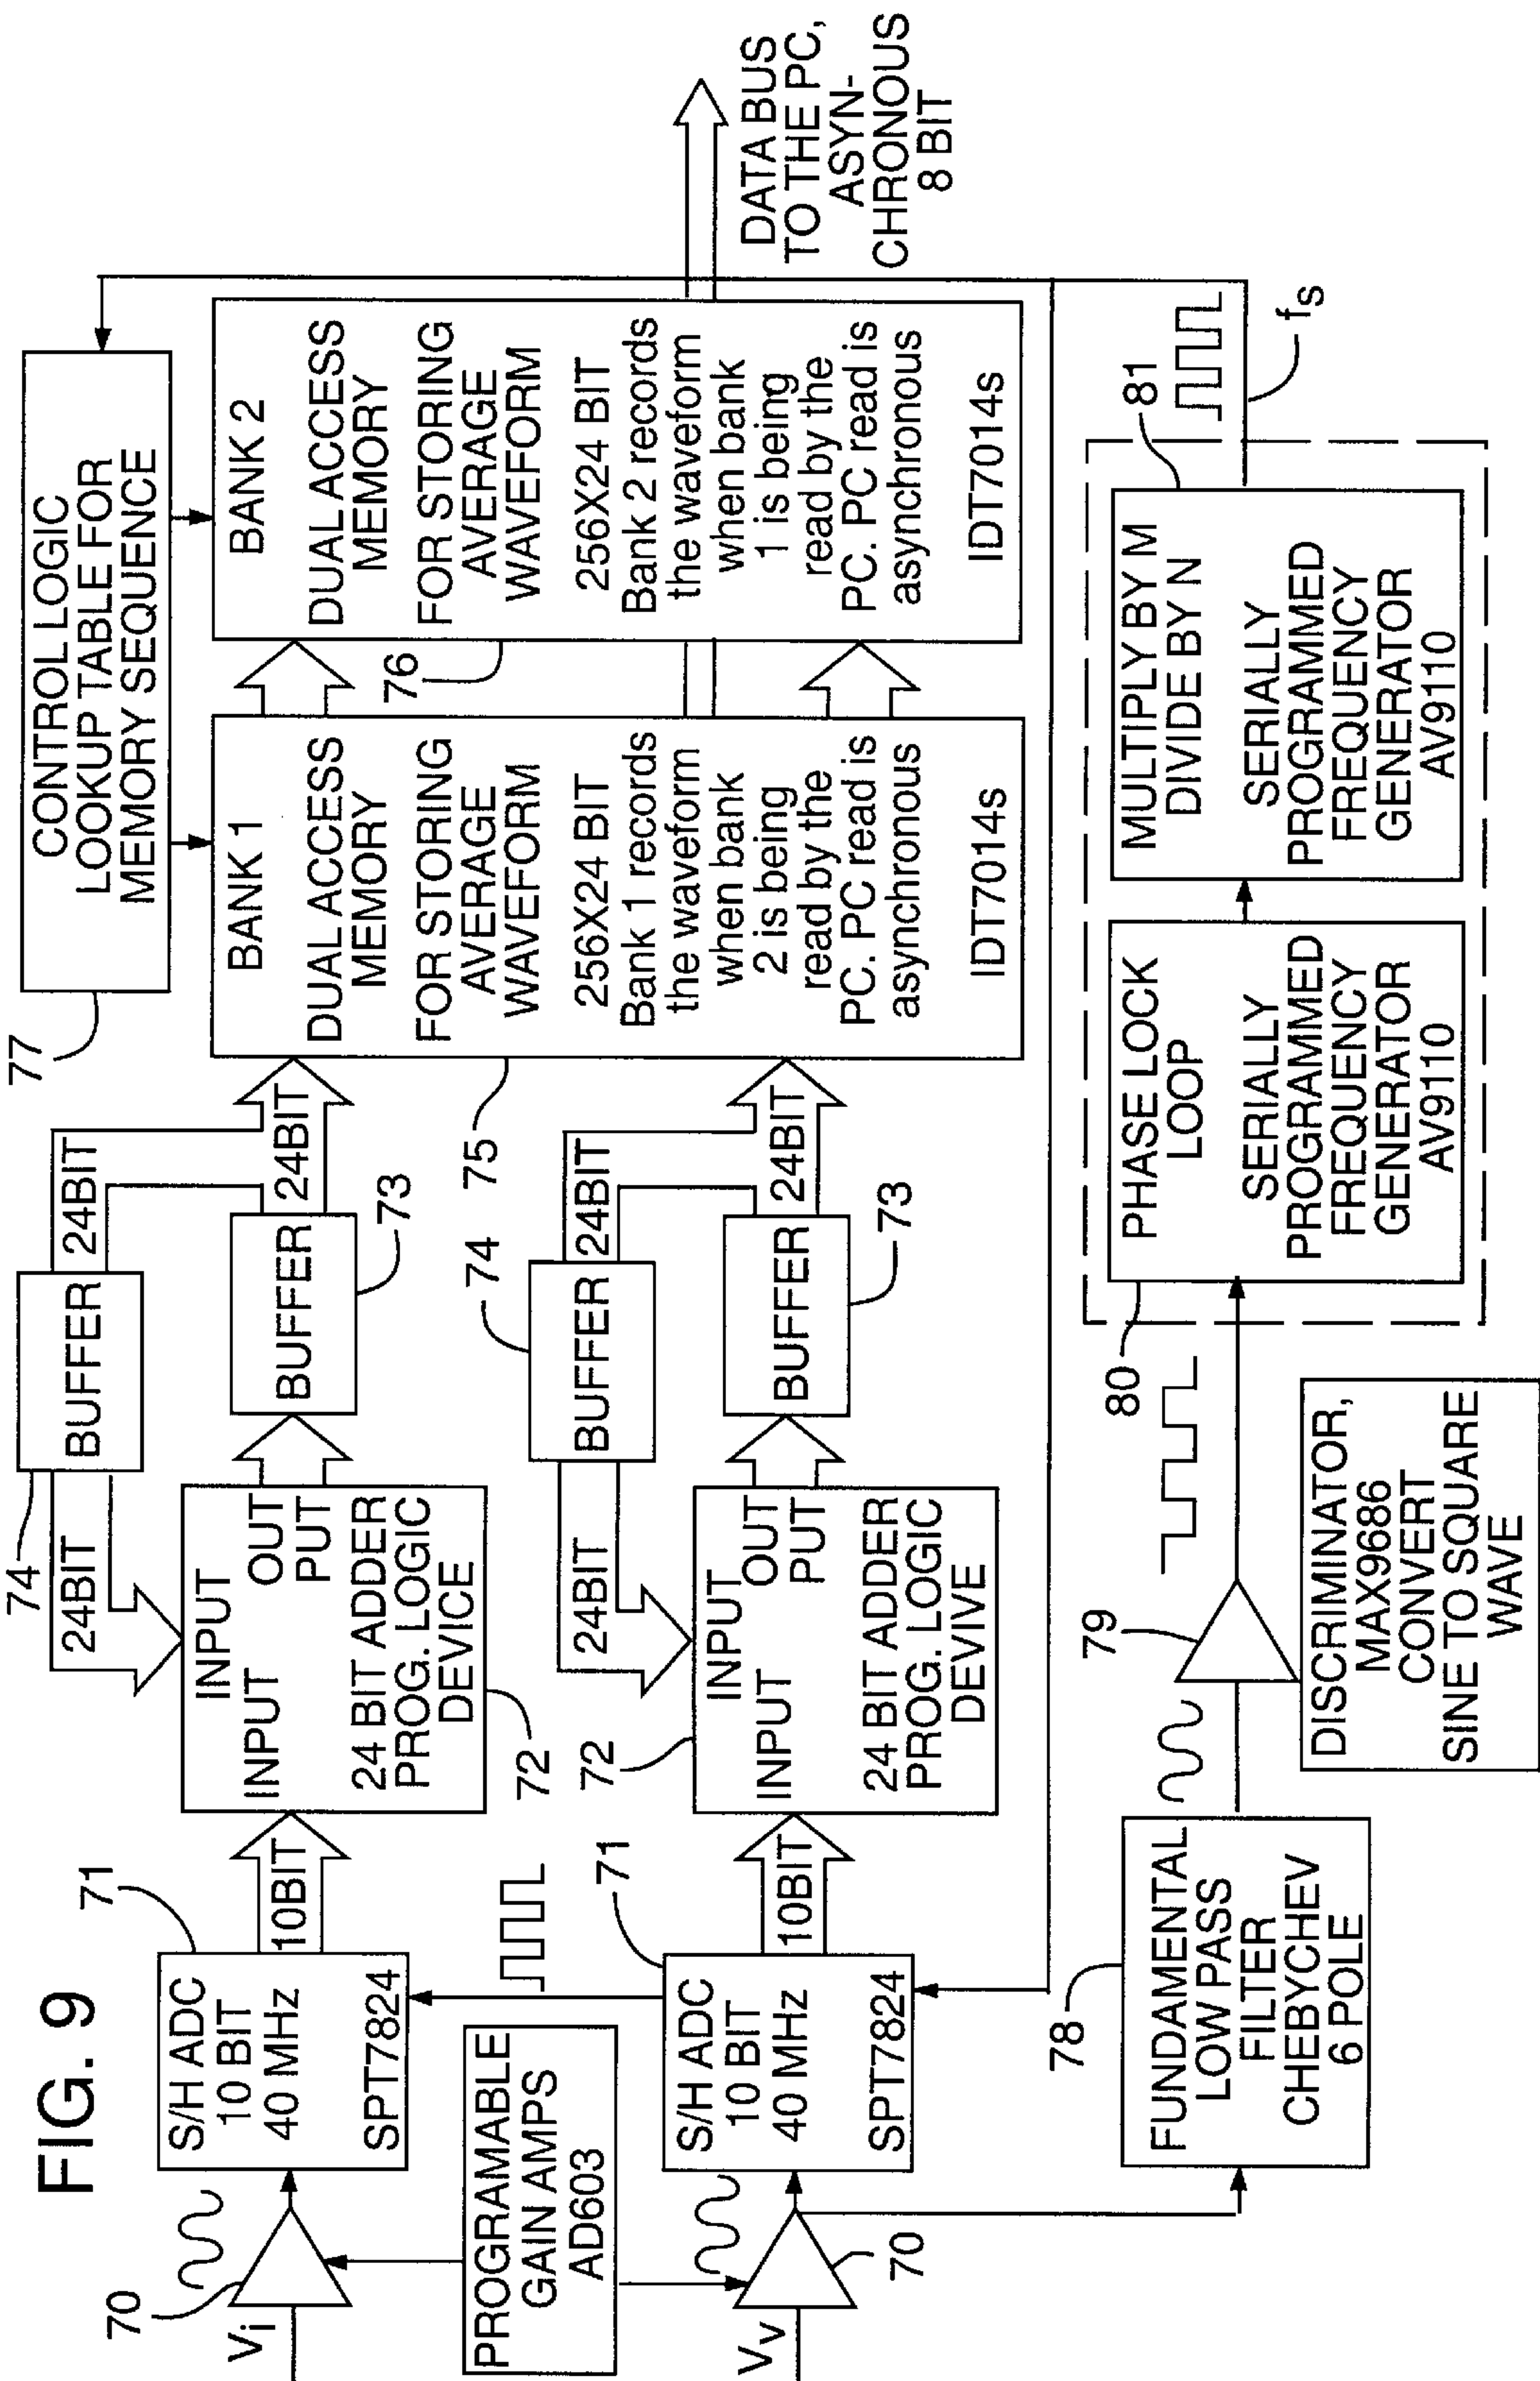 FIG. 9
70
Vi
71
S/H ADC
10 BIT
40 MHz
SPT7824
10BIT
74
24BIT
BUFFER
24BIT
INPUT
INPUT
OUT
PUT
24 BIT ADDER
PROG. LOGIC
DEVICE
72
BUFFER
73
24BIT
77
CONTROL LOGIC
LOOKUP TABLE FOR
MEMORY SEQUENCE
PROGRAMABLE
GAIN AMPS
AD603
Vv
70
71
S/H ADC
10 BIT
40 MHz
SPT7824
10BIT
74
24BIT
BUFFER
24BIT
72
INPUT
INPUT
OUT
PUT
24 BIT ADDER
PROG. LOGIC
DEVIVE
BUFFER
73
24BIT
75
BANK 1
DUAL ACCESS
MEMORY
FOR STORING
AVERAGE
WAVEFORM
256X24 BIT
Bank 1 records
the waveform
when bank
2 is being
read by the
PC. PC read is
asynchronous
IDT7014s
76
BANK 2
DUAL ACCESS
MEMORY
FOR STORING
AVERAGE
WAVEFORM
256X24 BIT
Bank 2 records
the waveform
when bank
1 is being
read by the
PC. PC read is
asynchronous
IDT7014s
DATA BUS
TO THE PC,
ASYN-
CHRONOUS
8 BIT
78
FUNDAMENTAL
LOW PASS
FILTER
CHEBYCHEV
6 POLE
79
DISCRIMINATOR,
MAX9686
CONVERT
SINE TO SQUARE
WAVE
80
PHASE LOCK
LOOP
SERIALLY
PROGRAMMED
FREQUENCY
GENERATOR
AV9110
81
MULTIPLY BY M
DIVIDE BY N
SERIALLY
PROGRAMMED
FREQUENCY
GENERATOR
AV9110
fs